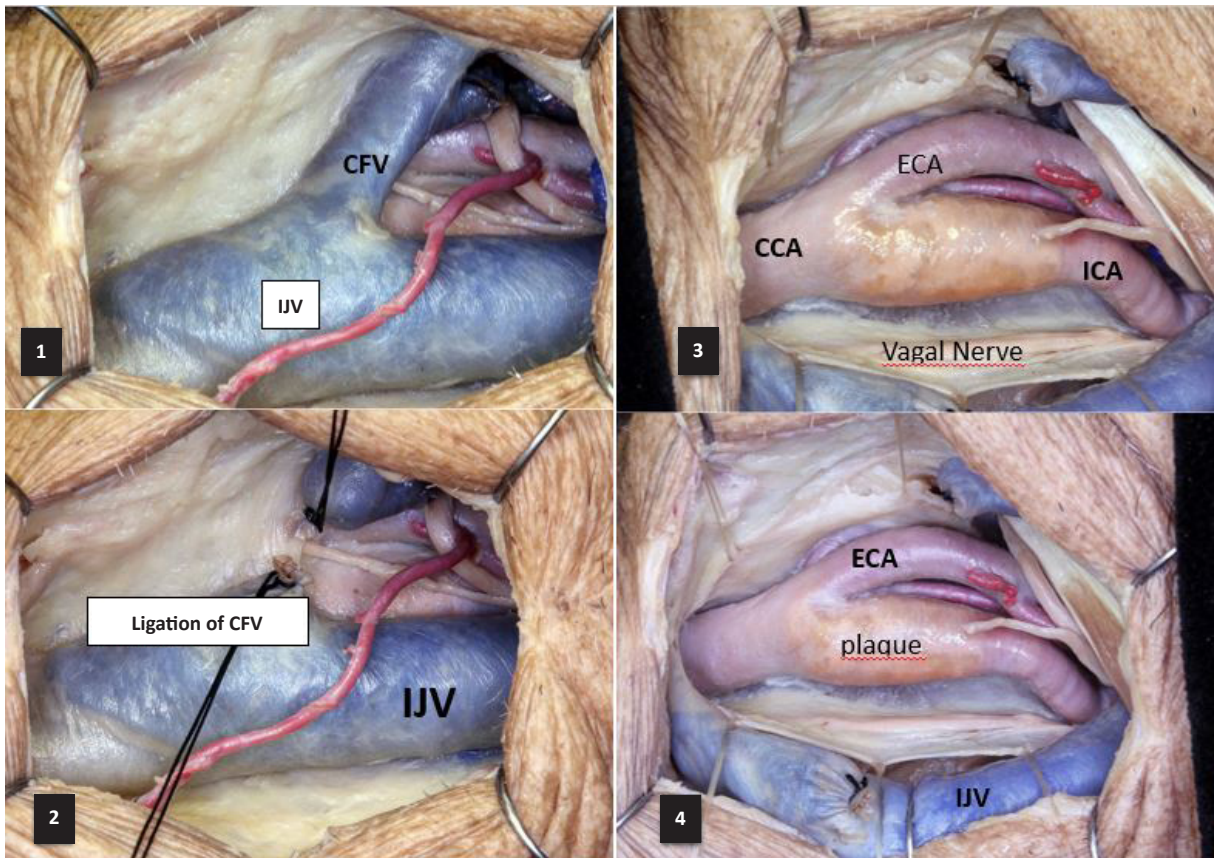 CFV
IJV
1
Ligation of CFV
IJV
2
ECA
CCA
ICA
Vagal Nerve
3
ECA
plaque
IJV
4